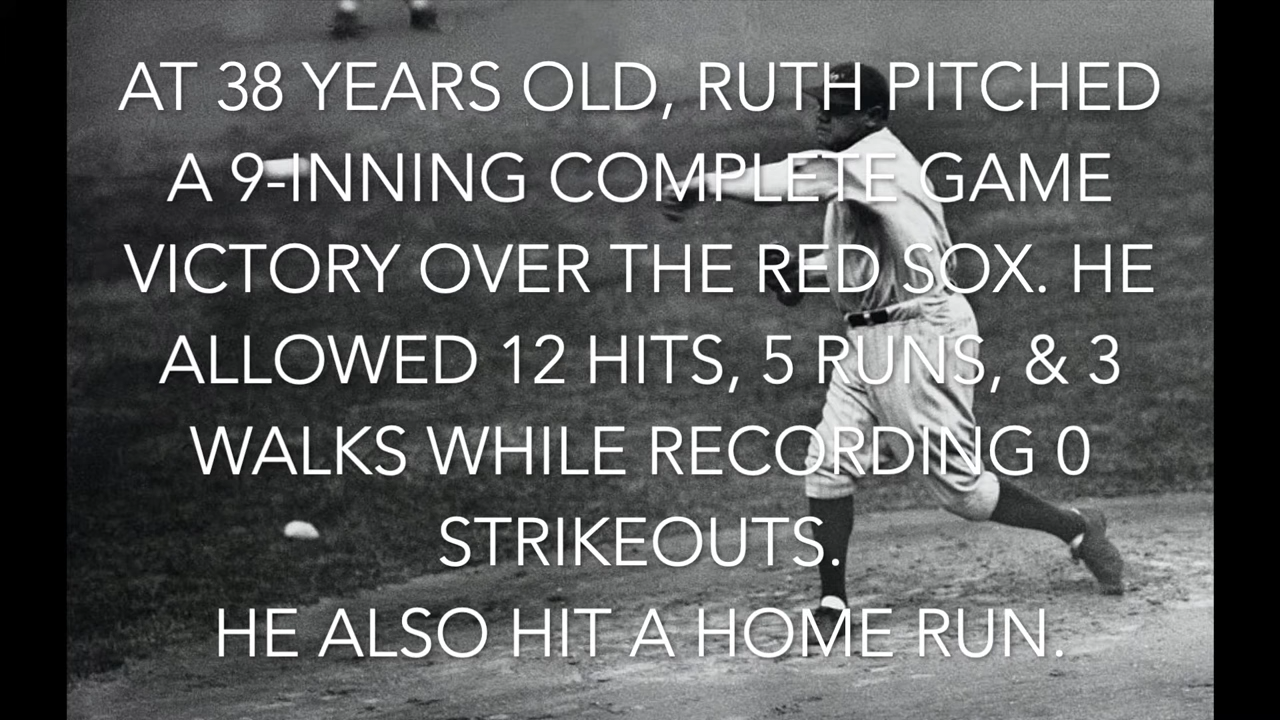 AT 38 YEARS OLD, RUTH PITCHED
A 9-INNING COMPLETE GAME
VICTORY OVER THE RED SOX. HE
ALLOWED 12 HITS, 5 RUNS, & 3
WALKS WHILE RECORDING 0
STRIKEOUTS.
HE ALSO HIT A HOME RUN.